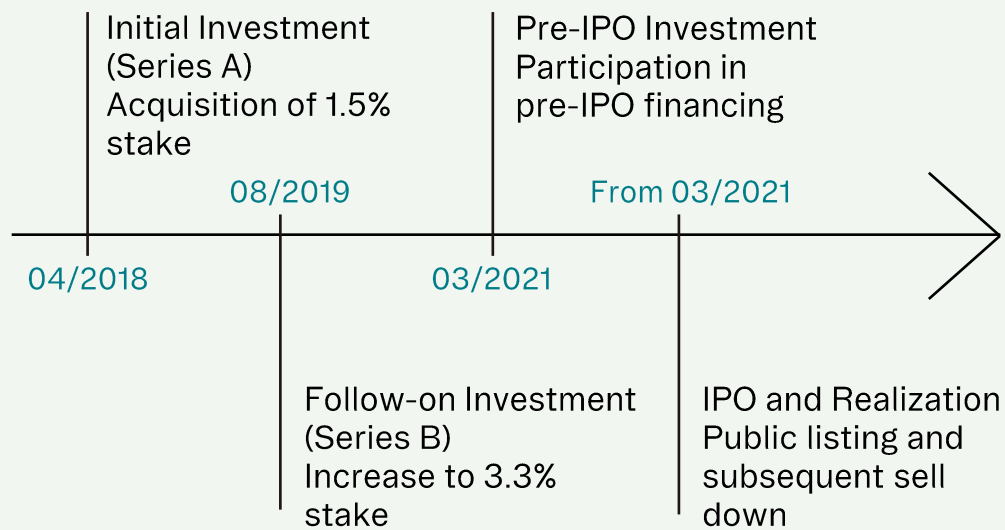 Initial Investment
(Series A)
Acquisition of 1.5%
stake
04/2018
08/2019
Follow-on Investment
(Series B)
Increase to 3.3%
stake
Pre-IPO Investment
Participation in
pre-IPO financing
03/2021
From 03/2021
IPO and Realization
Public listing and
subsequent sell
down